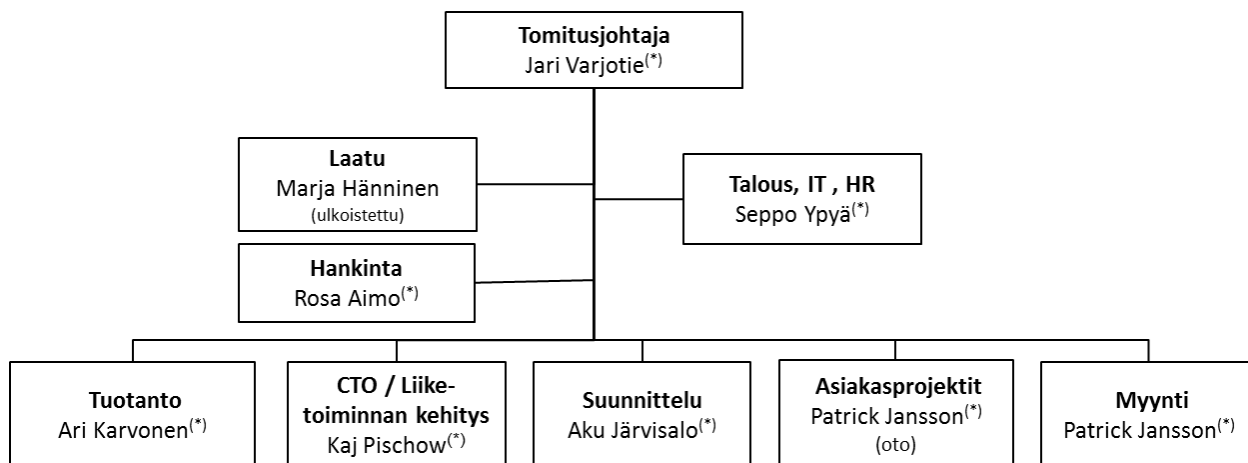 Tomitusjohtaja
Jari Varjotie(*)
Laatu
Marja Hänninen
(ulkoistettu)
Talous, IT , HR
Seppo Ypyä(*)
Hankinta
Rosa Aimo(*)
Tuotanto
Ari Karvonen(*)
CTO / Liike-
toiminnan kehitys
Kaj Pischow(*)
Suunnittelu
Aku Järvisalo(*)
Asiakasprojektit
Patrick Jansson(*)
(oto)
Myynti
Patrick Jansson(*)